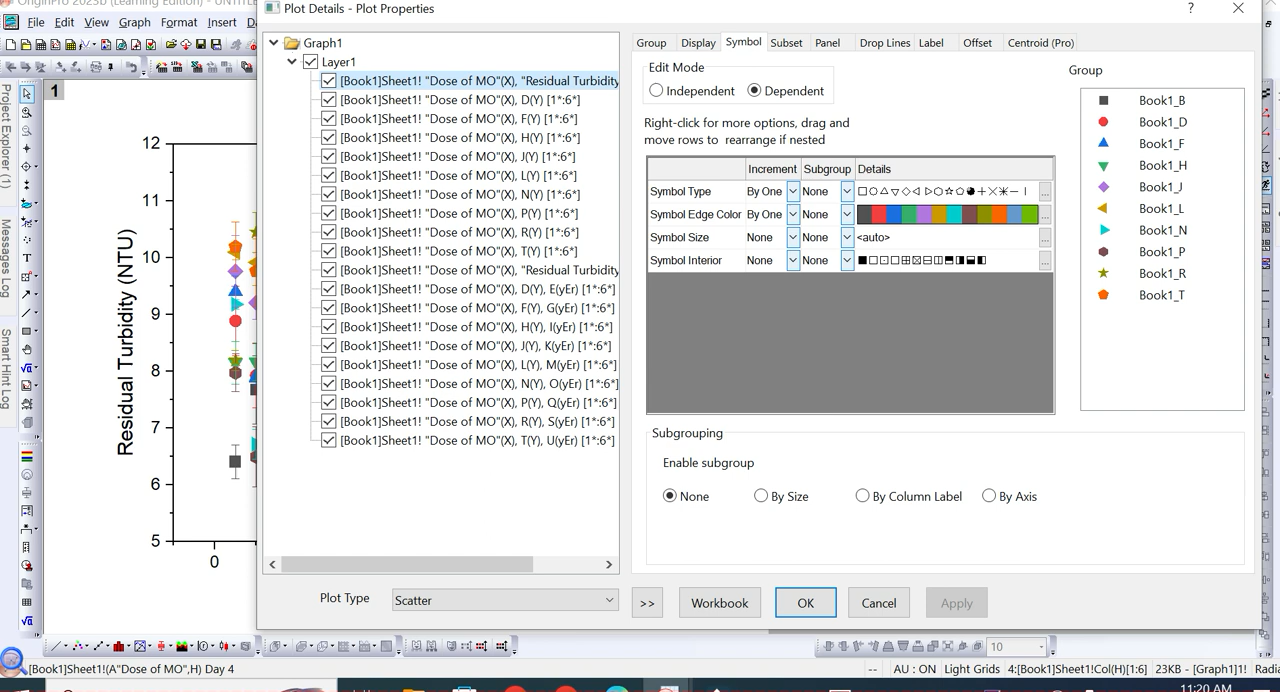 OriginPro 2023b (Learning Edition) - UNTITL
Plot Details - Plot Properties
?
File Edit View Graph Format Insert
Project Explorer (1)
Messages Log
Smart Hint Log
1
12
11
10
9
8
7
6
5
0
Residual Turbidity (NTU)
Graph1
Layer1
[Book1]Sheet1! "Dose of MO"(X), "Residual Turbidity
[Book1]Sheet1! "Dose of MO"(X), D(Y) [1*:6*]
[Book1]Sheet1! "Dose of MO"(X), F(Y) [1*:6*]
[Book1]Sheet1! "Dose of MO"(X), H(Y) [1*:6*]
[Book1]Sheet1! "Dose of MO"(X), J(Y) [1*:6*]
[Book1]Sheet1! "Dose of MO"(X), L(Y) [1*:6*]
[Book1]Sheet1! "Dose of MO"(X), N(Y) [1*:6*]
[Book1]Sheet1! "Dose of MO"(X), P(Y) [1*:6*]
[Book1]Sheet1! "Dose of MO"(X), R(Y) [1*:6*]
[Book1]Sheet1! "Dose of MO"(X), T(Y) [1*:6*]
[Book1]Sheet1! "Dose of MO"(X), "Residual Turbidity
[Book1]Sheet1! "Dose of MO"(X), D(Y), E(yEr) [1*:6*]
[Book1]Sheet1! "Dose of MO"(X), F(Y), G(yEr) [1*:6*]
[Book1]Sheet1! "Dose of MO"(X), H(Y), I(yEr) [1*:6*]
[Book1]Sheet1! "Dose of MO"(X), J(Y), K(yEr) [1*:6*]
[Book1]Sheet1! "Dose of MO"(X), L(Y), M(yEr) [1*:6*]
[Book1]Sheet1! "Dose of MO"(X), N(Y), O(yEr) [1*:6*]
[Book1]Sheet1! "Dose of MO"(X), P(Y), Q(yEr) [1*:6*]
[Book1]Sheet1! "Dose of MO"(X), R(Y), S(yEr) [1*:6*]
[Book1]Sheet1! "Dose of MO"(X), T(Y), U(yEr) [1*:6*]
Plot Type Scatter
Group Display Symbol Subset Panel Drop Lines Label Offset Centroid (Pro)
Edit Mode
Independent Dependent
Right-click for more options, drag and
move rows to rearrange if nested
Increment Subgroup Details
Symbol Type By One None
Symbol Edge Color By One None
Symbol Size None None <auto>
Symbol Interior None None
Group
Book1_B
Book1_D
Book1_F
Book1_H
Book1_J
Book1_L
Book1_N
Book1_P
Book1_R
Book1_T
Subgrouping
Enable subgroup
None By Size By Column Label By Axis
>> Workbook OK Cancel Apply
10
[Book1]Sheet1!(A"Dose of MO",H) Day 4
-- AU : ON Light Grids 4:[Book1]Sheet1!Col(H)[1:6] 23KB - [Graph1]1! Radia
11:20 AM